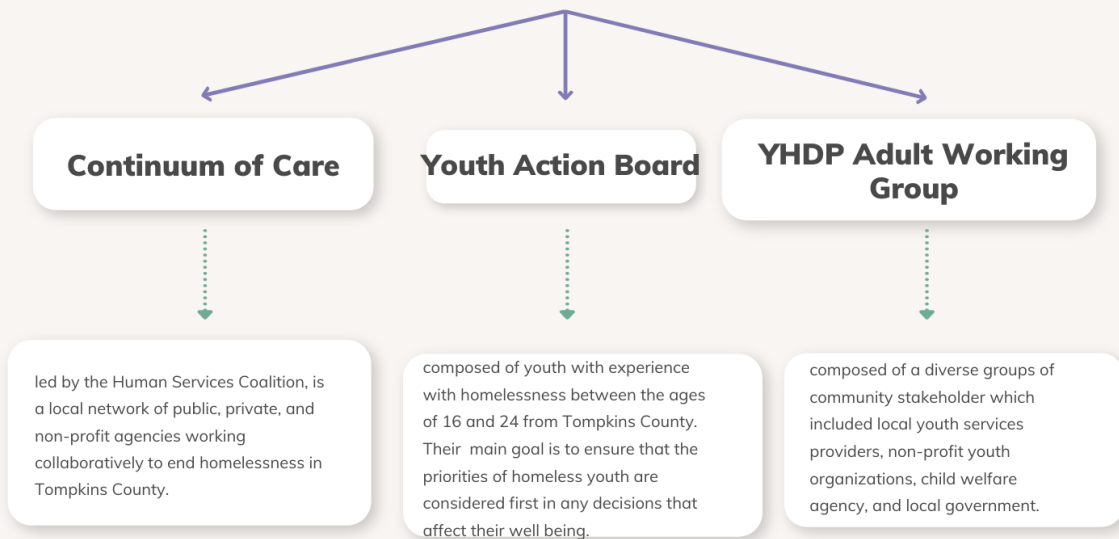 Continuum of Care
Youth Action Board
YHDP Adult Working
Group
led by the Human Services Coalition, is
a local network of public, private, and
non-profit agencies working
collaboratively to end homelessness in
Tompkins County.
composed of youth with experience
with homelessness between the ages
of 16 and 24 from Tompkins County.
Their  main goal is to ensure that the
priorities of homeless youth are
considered first in any decisions that
affect their well being.
composed of a diverse groups of
community stakeholder which
included local youth services
providers, non-profit youth
organizations, child welfare
agency, and local government.